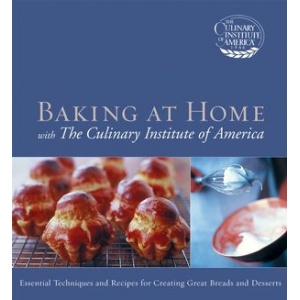 THE
CULINARY
INSTITUTE
OF AMERICA
BAKING AT HOME
with The Culinary Institute of America
Essential Techniques and Recipes for Creating Great Breads and Desserts